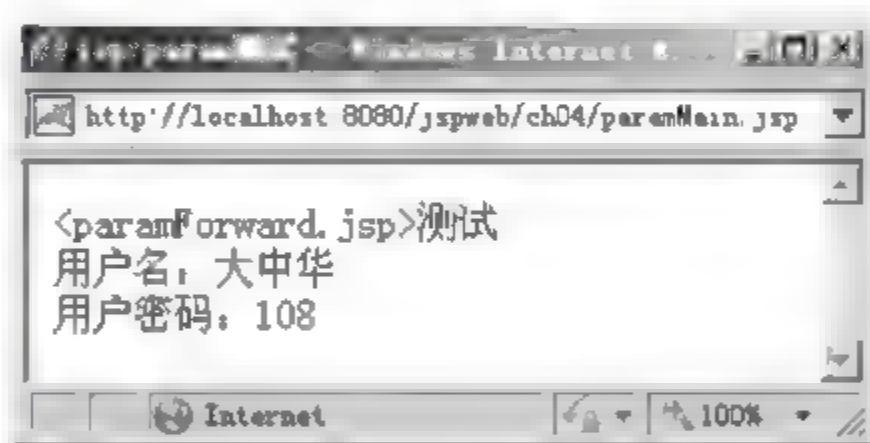 Windows Internet E...
http://localhost:8080/jspweb/ch04/paramMain.jsp
<paramForward.jsp>测试
用户名：大中华
用户密码：108
Internet
100%